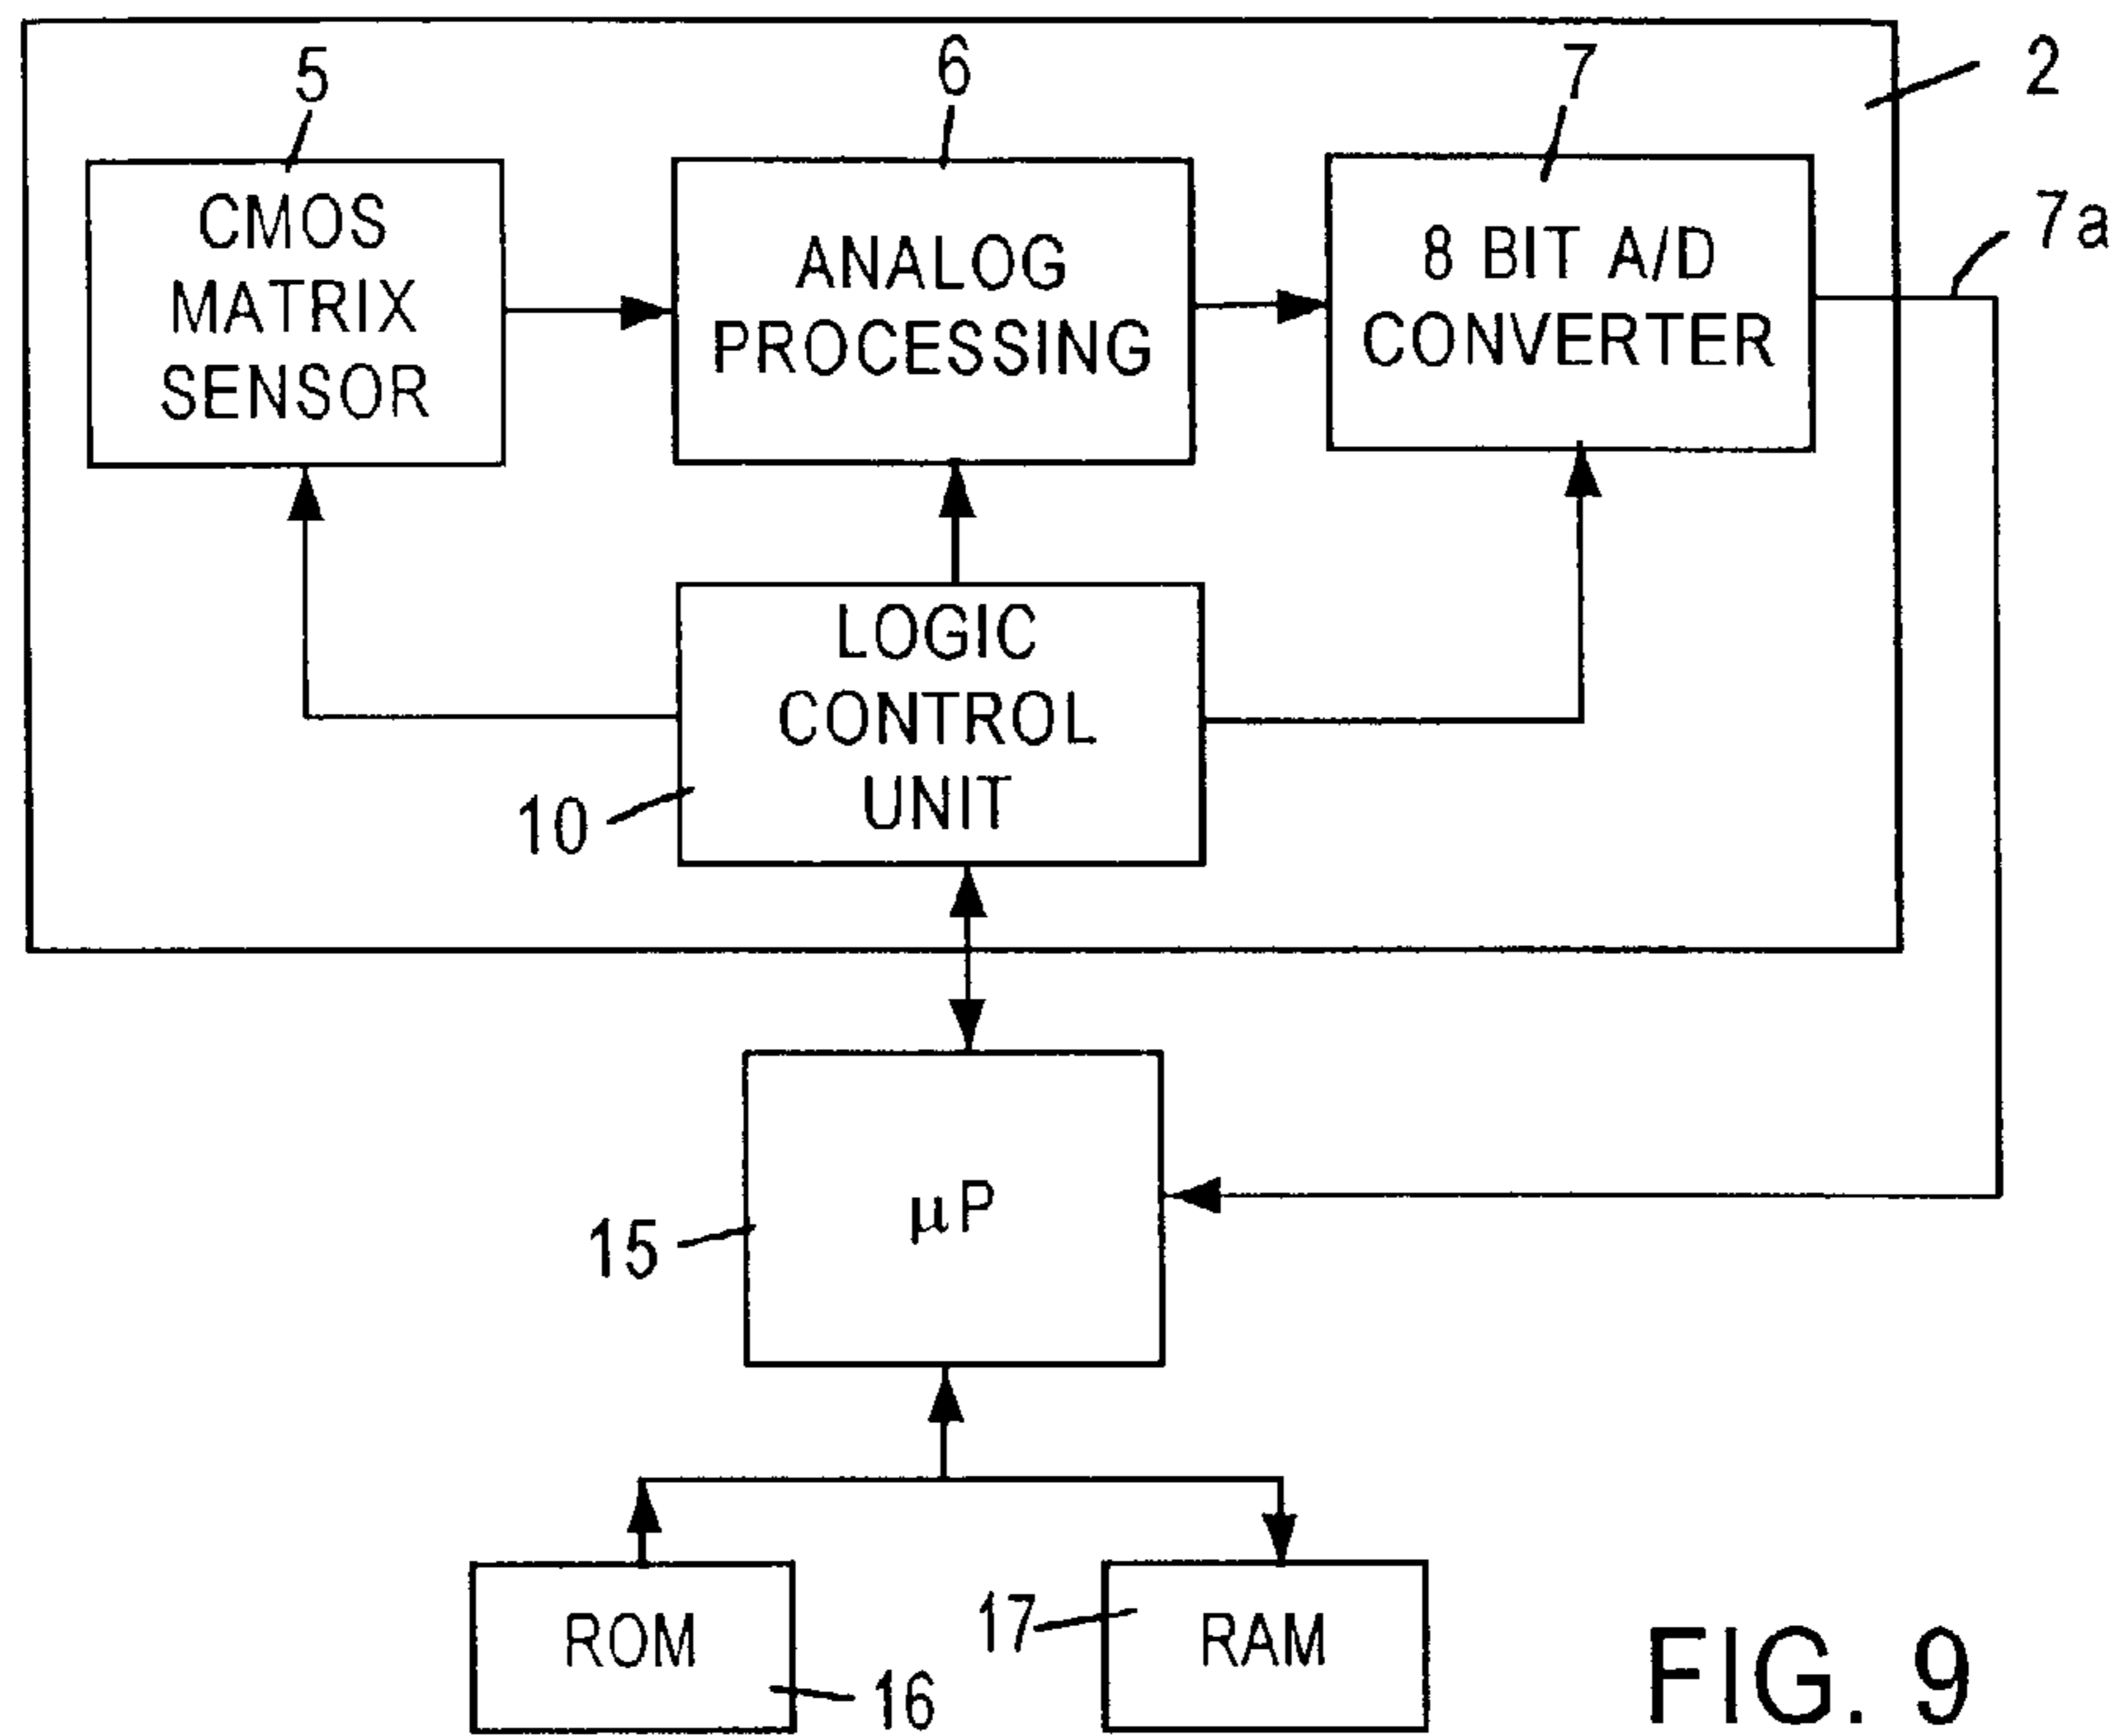 5
6
7
2
7a
CMOS
MATRIX
SENSOR
ANALOG
PROCESSING
8 BIT A/D
CONVERTER
LOGIC
CONTROL
UNIT
10
µP
15
ROM
16
17
RAM
FIG. 9